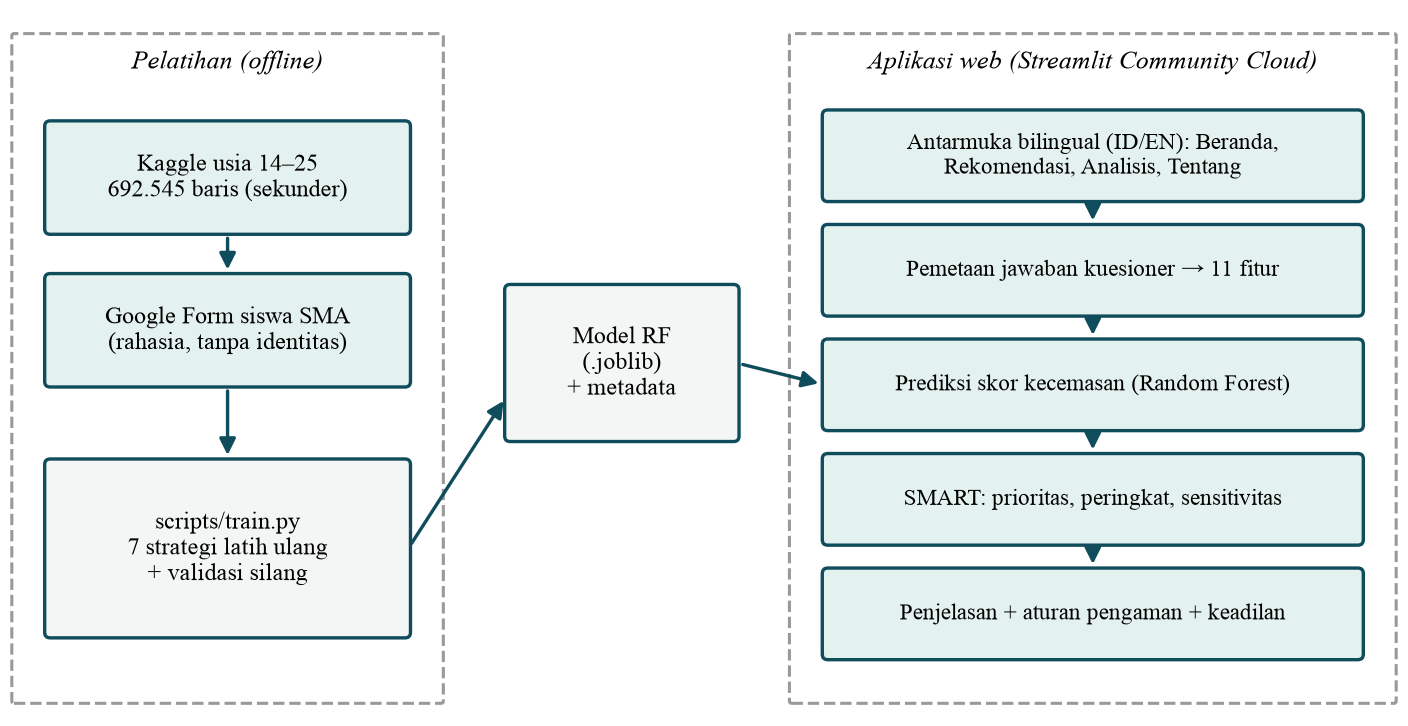 Pelatihan (offline)
Kaggle usia 14–25
692.545 baris (sekunder)
Google Form siswa SMA
(rahasia, tanpa identitas)
scripts/train.py
7 strategi latih ulang
+ validasi silang
Model RF
(.joblib)
+ metadata
Aplikasi web (Streamlit Community Cloud)
Antarmuka bilingual (ID/EN): Beranda,
Rekomendasi, Analisis, Tentang
Pemetaan jawaban kuesioner → 11 fitur
Prediksi skor kecemasan (Random Forest)
SMART: prioritas, peringkat, sensitivitas
Penjelasan + aturan pengaman + keadilan